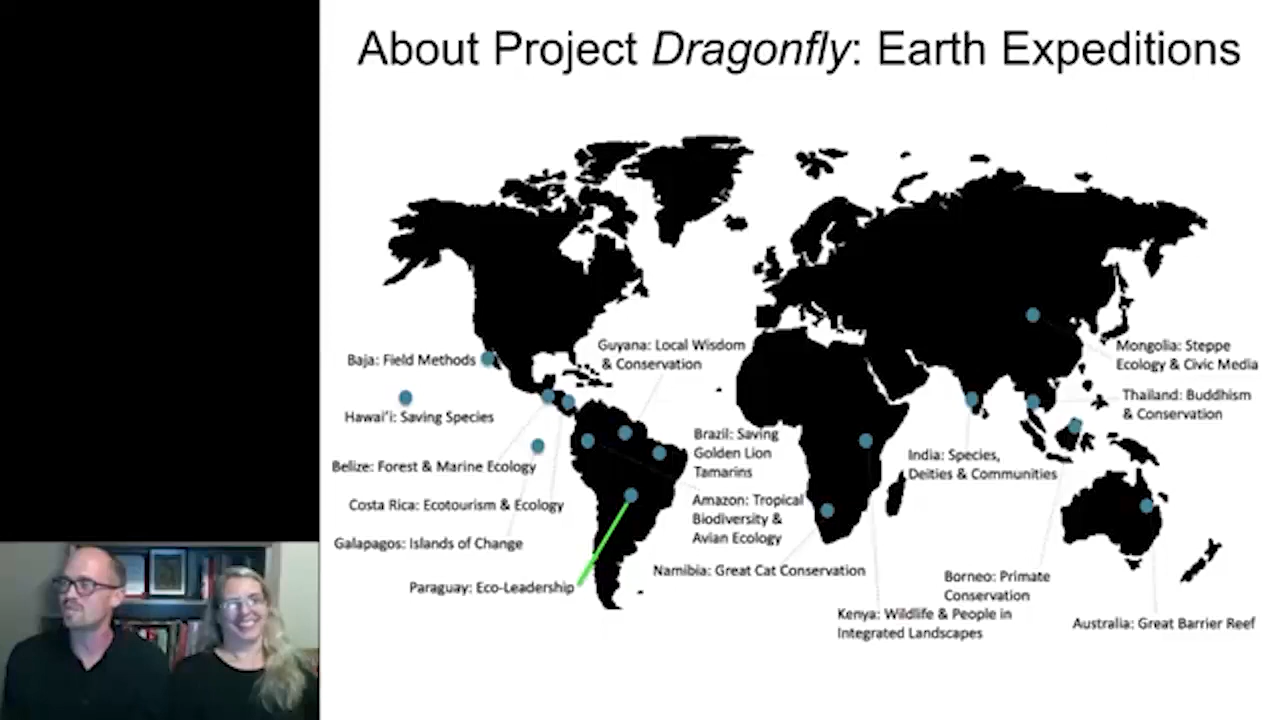 About Project Dragonfly: Earth Expeditions
Guyana: Local Wisdom
& Conservation
Mongolia: Steppe
Ecology & Civic Media
Baja: Field Methods
Thailand: Buddhism
& Conservation
Hawai'i: Saving Species
Brazil: Saving
Golden Lion
Tamarins
India: Species,
Deities & Communities
Belize: Forest & Marine Ecology
Costa Rica: Ecotourism & Ecology
Amazon: Tropical
Biodiversity &
Avian Ecology
Galapagos: Islands of Change
Namibia: Great Cat Conservation
Paraguay: Eco-Leadership
Borneo: Primate
Conservation
Kenya: Wildlife & People in
Integrated Landscapes
Australia: Great Barrier Reef